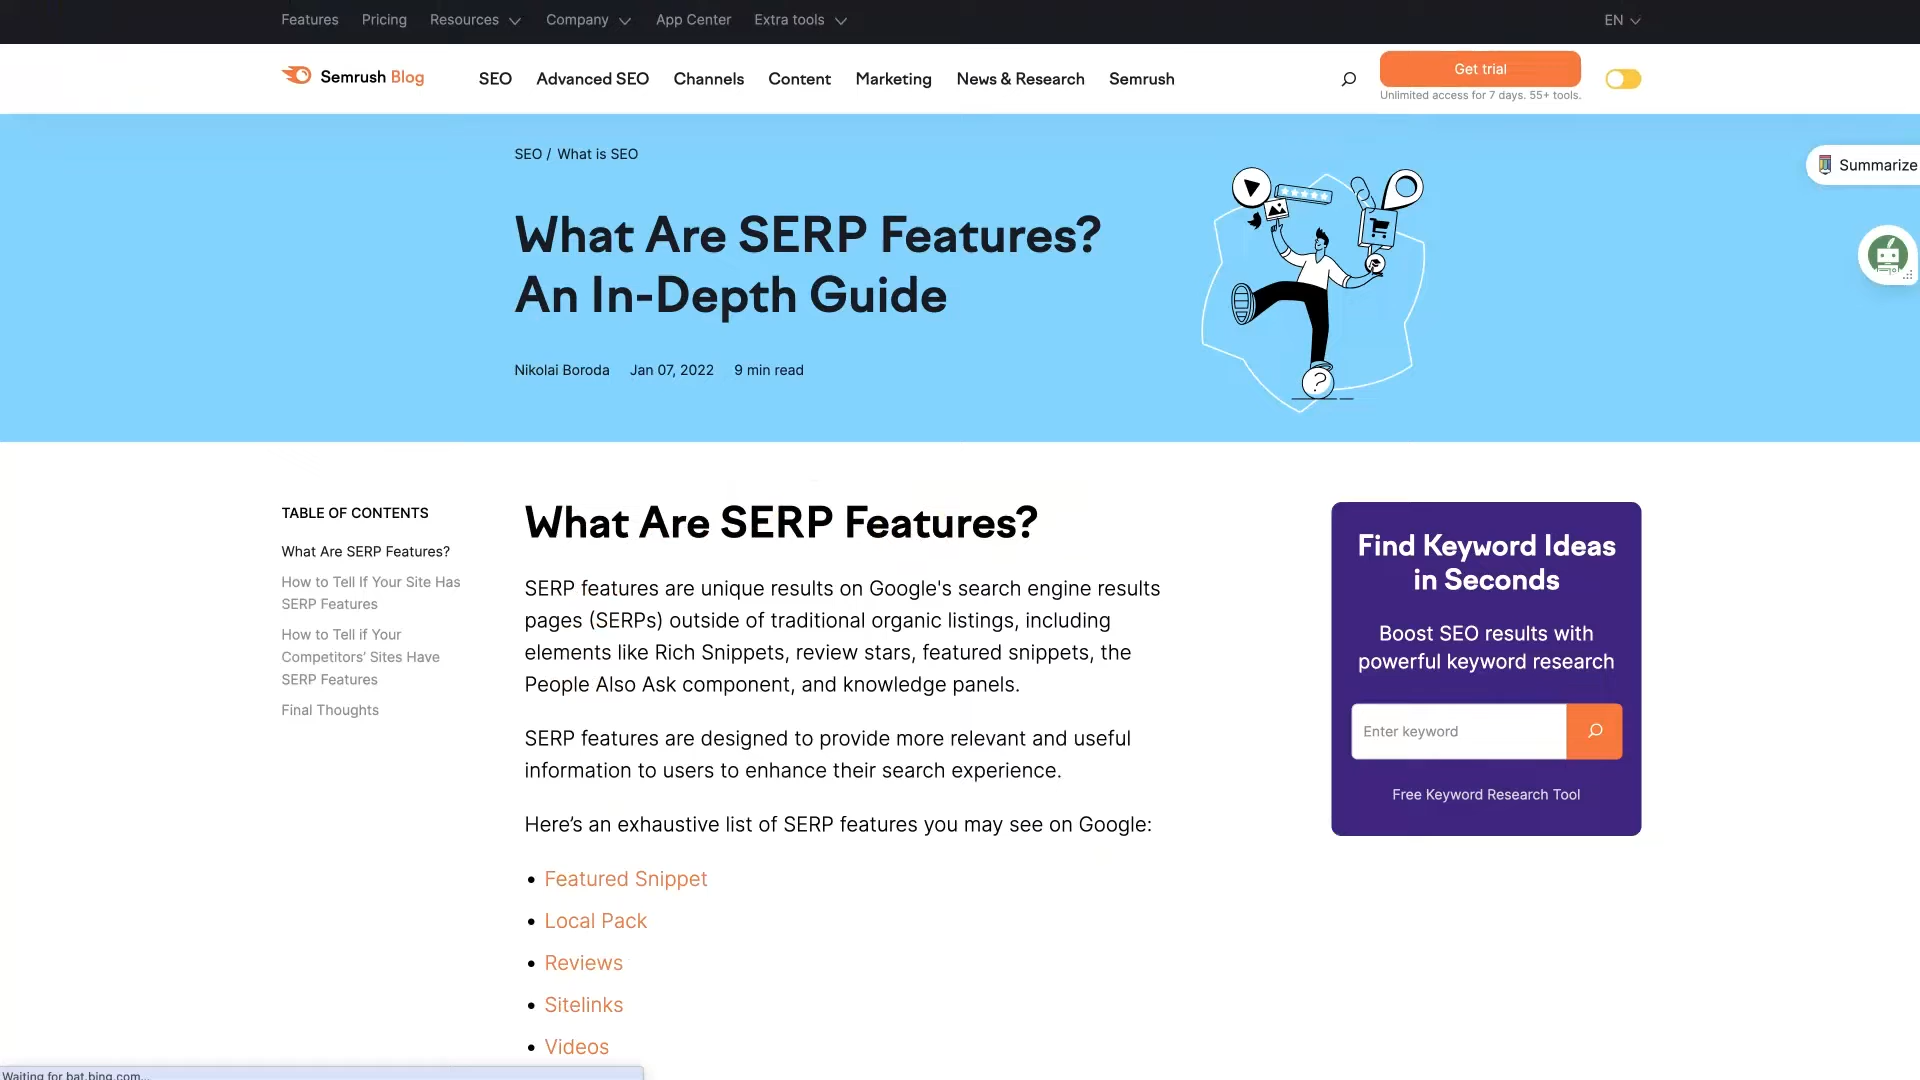 Features Pricing Resources Company App Center Extra tools EN
Semrush Blog SEO Advanced SEO Channels Content Marketing News & Research Semrush Get trial
Unlimited access for 7 days. 55+ tools.
SEO / What is SEO
Summarize
What Are SERP Features?
An In-Depth Guide
Nikolai Boroda Jan 07, 2022 9 min read
?
TABLE OF CONTENTS
What Are SERP Features?
How to Tell If Your Site Has
SERP Features
How to Tell if Your
Competitors’ Sites Have
SERP Features
Final Thoughts
What Are SERP Features?
SERP features are unique results on Google's search engine results
pages (SERPs) outside of traditional organic listings, including
elements like Rich Snippets, review stars, featured snippets, the
People Also Ask component, and knowledge panels.
SERP features are designed to provide more relevant and useful
information to users to enhance their search experience.
Here’s an exhaustive list of SERP features you may see on Google:
• Featured Snippet
• Local Pack
• Reviews
• Sitelinks
• Videos
Find Keyword Ideas
in Seconds
Boost SEO results with
powerful keyword research
Enter keyword
Free Keyword Research Tool
Waiting for bat.bing.com...